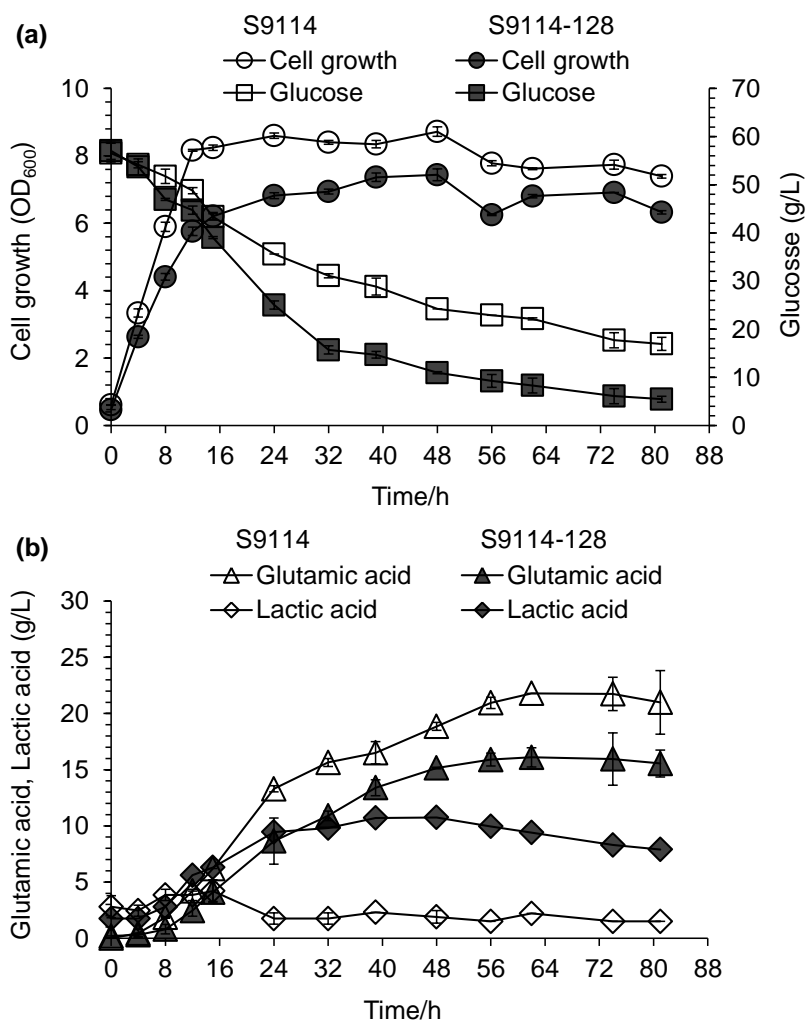 (a)
S9114 S9114-128
Cell growth Cell growth
Glucose Glucose
10 70
8 60
6 50
4 40
2 30
0 20
10
0
Cell growth (OD600)
Glucosse (g/L)
0 8 16 24 32 40 48 56 64 72 80 88
Time/h
(b)
S9114 S9114-128
Glutamic acid Glutamic acid
Lactic acid Lactic acid
30
25
20
15
10
5
0
Glutamic acid, Lactic acid (g/L)
0 8 16 24 32 40 48 56 64 72 80 88
Time/h